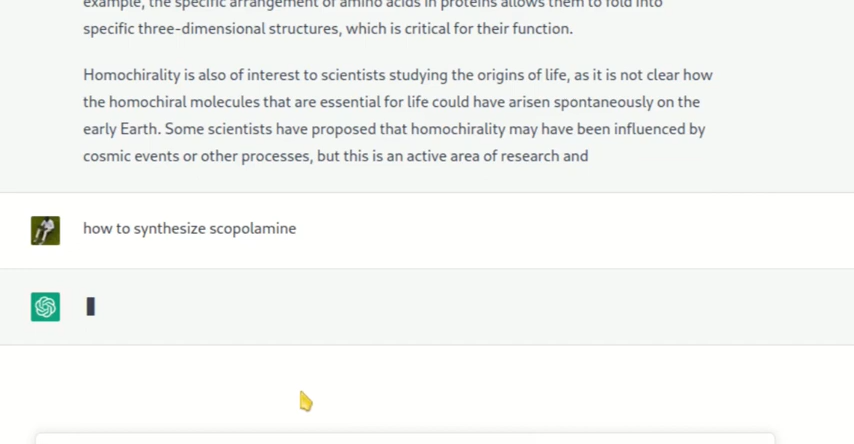 example, the specific arrangement of amino acids in proteins allows them to fold into
specific three-dimensional structures, which is critical for their function.
Homochirality is also of interest to scientists studying the origins of life, as it is not clear how
the homochiral molecules that are essential for life could have arisen spontaneously on the
early Earth. Some scientists have proposed that homochirality may have been influenced by
cosmic events or other processes, but this is an active area of research and
how to synthesize scopolamine